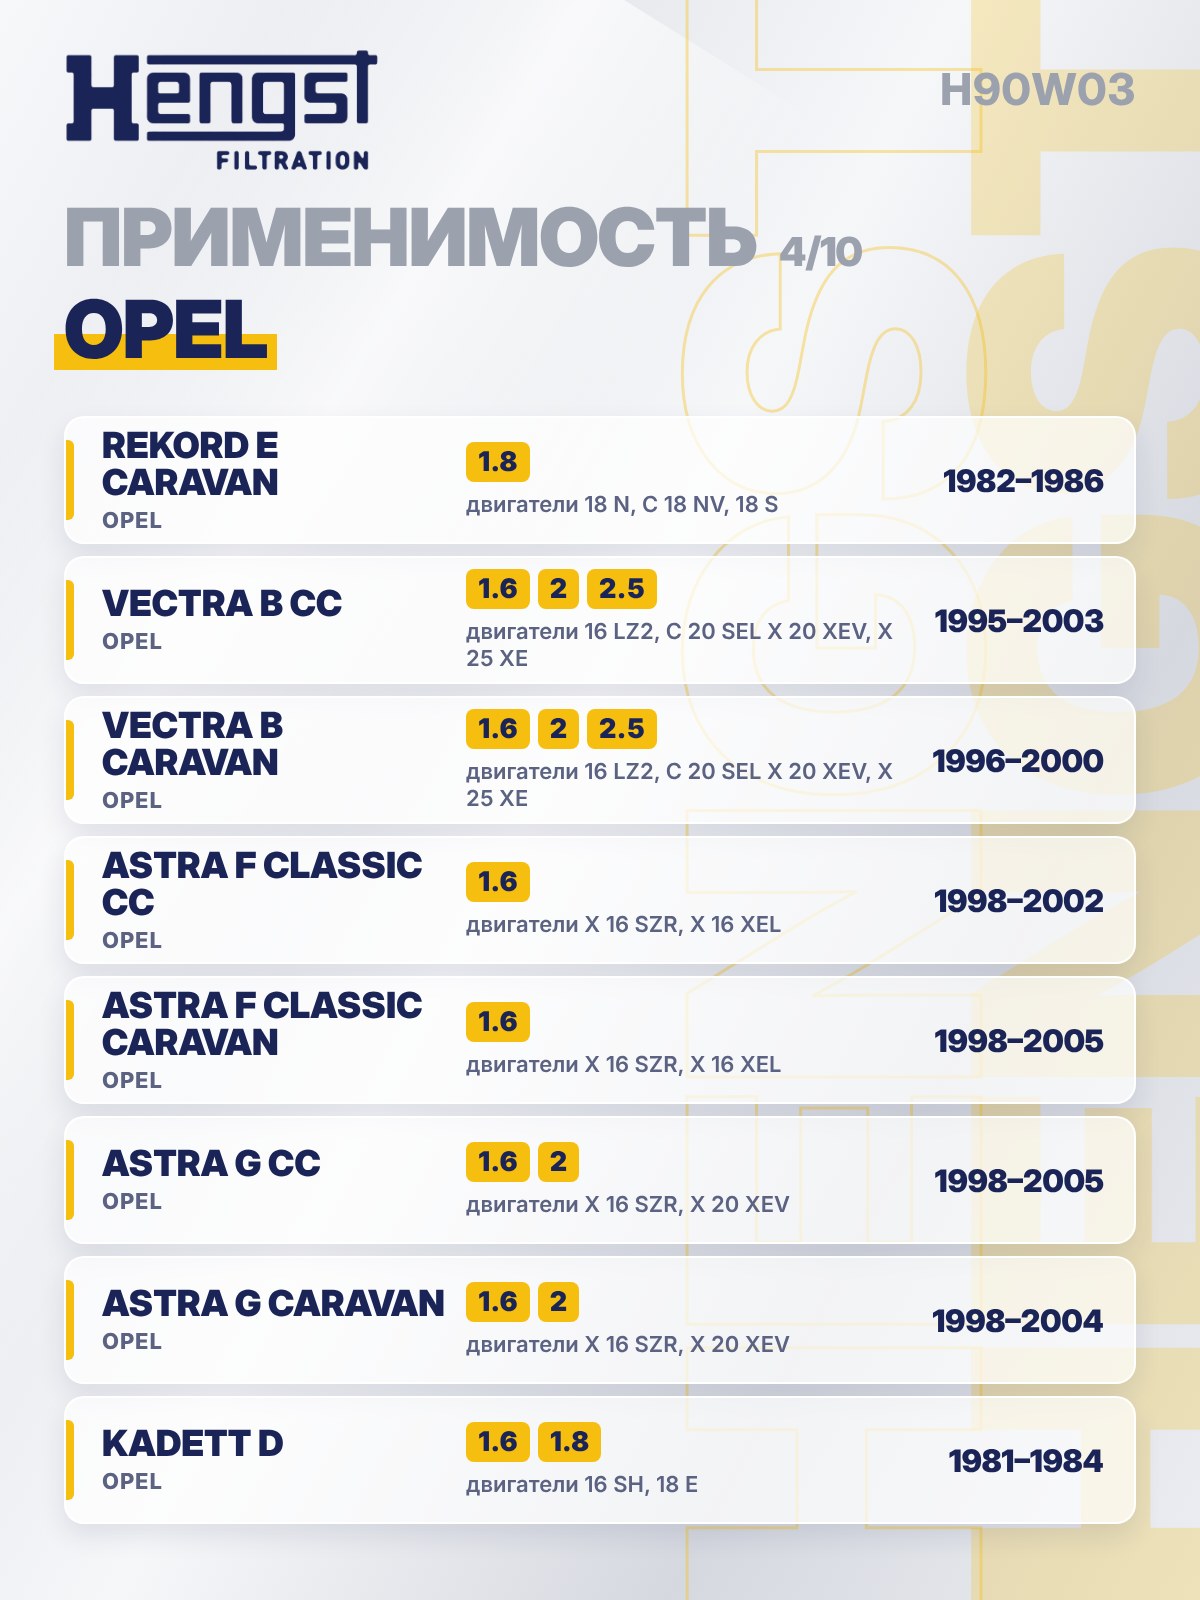 Hengst
FILTRATION
H90W03
ПРИМЕНИМОСТЬ 4/10
OPEL
REKORD E
CARAVAN
OPEL
1.8
двигатели 18 N, C 18 NV, 18 S
1982–1986
VECTRA B CC
OPEL
1.6 2 2.5
двигатели 16 LZ2, C 20 SEL X 20 XEV, X
25 XE
1995–2003
VECTRA B
CARAVAN
OPEL
1.6 2 2.5
двигатели 16 LZ2, C 20 SEL X 20 XEV, X
25 XE
1996–2000
ASTRA F CLASSIC
CC
OPEL
1.6
двигатели X 16 SZR, X 16 XEL
1998–2002
ASTRA F CLASSIC
CARAVAN
OPEL
1.6
двигатели X 16 SZR, X 16 XEL
1998–2005
ASTRA G CC
OPEL
1.6 2
двигатели X 16 SZR, X 20 XEV
1998–2005
ASTRA G CARAVAN
OPEL
1.6 2
двигатели X 16 SZR, X 20 XEV
1998–2004
KADETT D
OPEL
1.6 1.8
двигатели 16 SH, 18 E
1981–1984
HENGST
HENGST